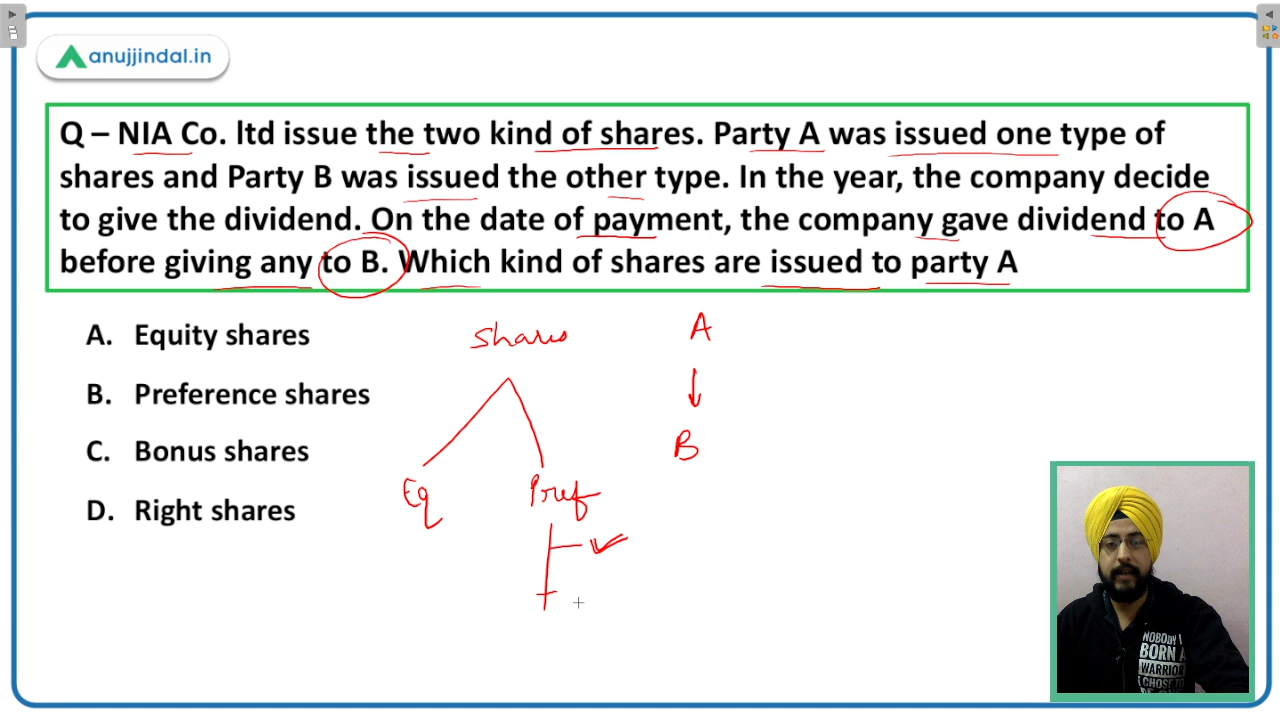 anujjindal.in
Q – NIA Co. ltd issue the two kind of shares. Party A was issued one type of
shares and Party B was issued the other type. In the year, the company decide
to give the dividend. On the date of payment, the company gave dividend to A
before giving any to B. Which kind of shares are issued to party A
A. Equity shares
B. Preference shares
C. Bonus shares
D. Right shares
Shares
Eq
Pref
A
B
NOBODY I
BORN A
WARRIOR
I CHOSE TO